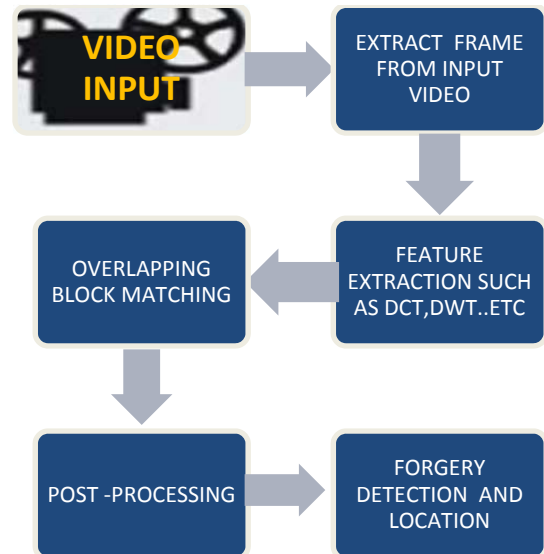 VIDEO
INPUT
EXTRACT FRAME
FROM INPUT
VIDEO
FEATURE
EXTRACTION SUCH
AS DCT,DWT..ETC
OVERLAPPING
BLOCK MATCHING
POST -PROCESSING
FORGERY
DETECTION AND
LOCATION